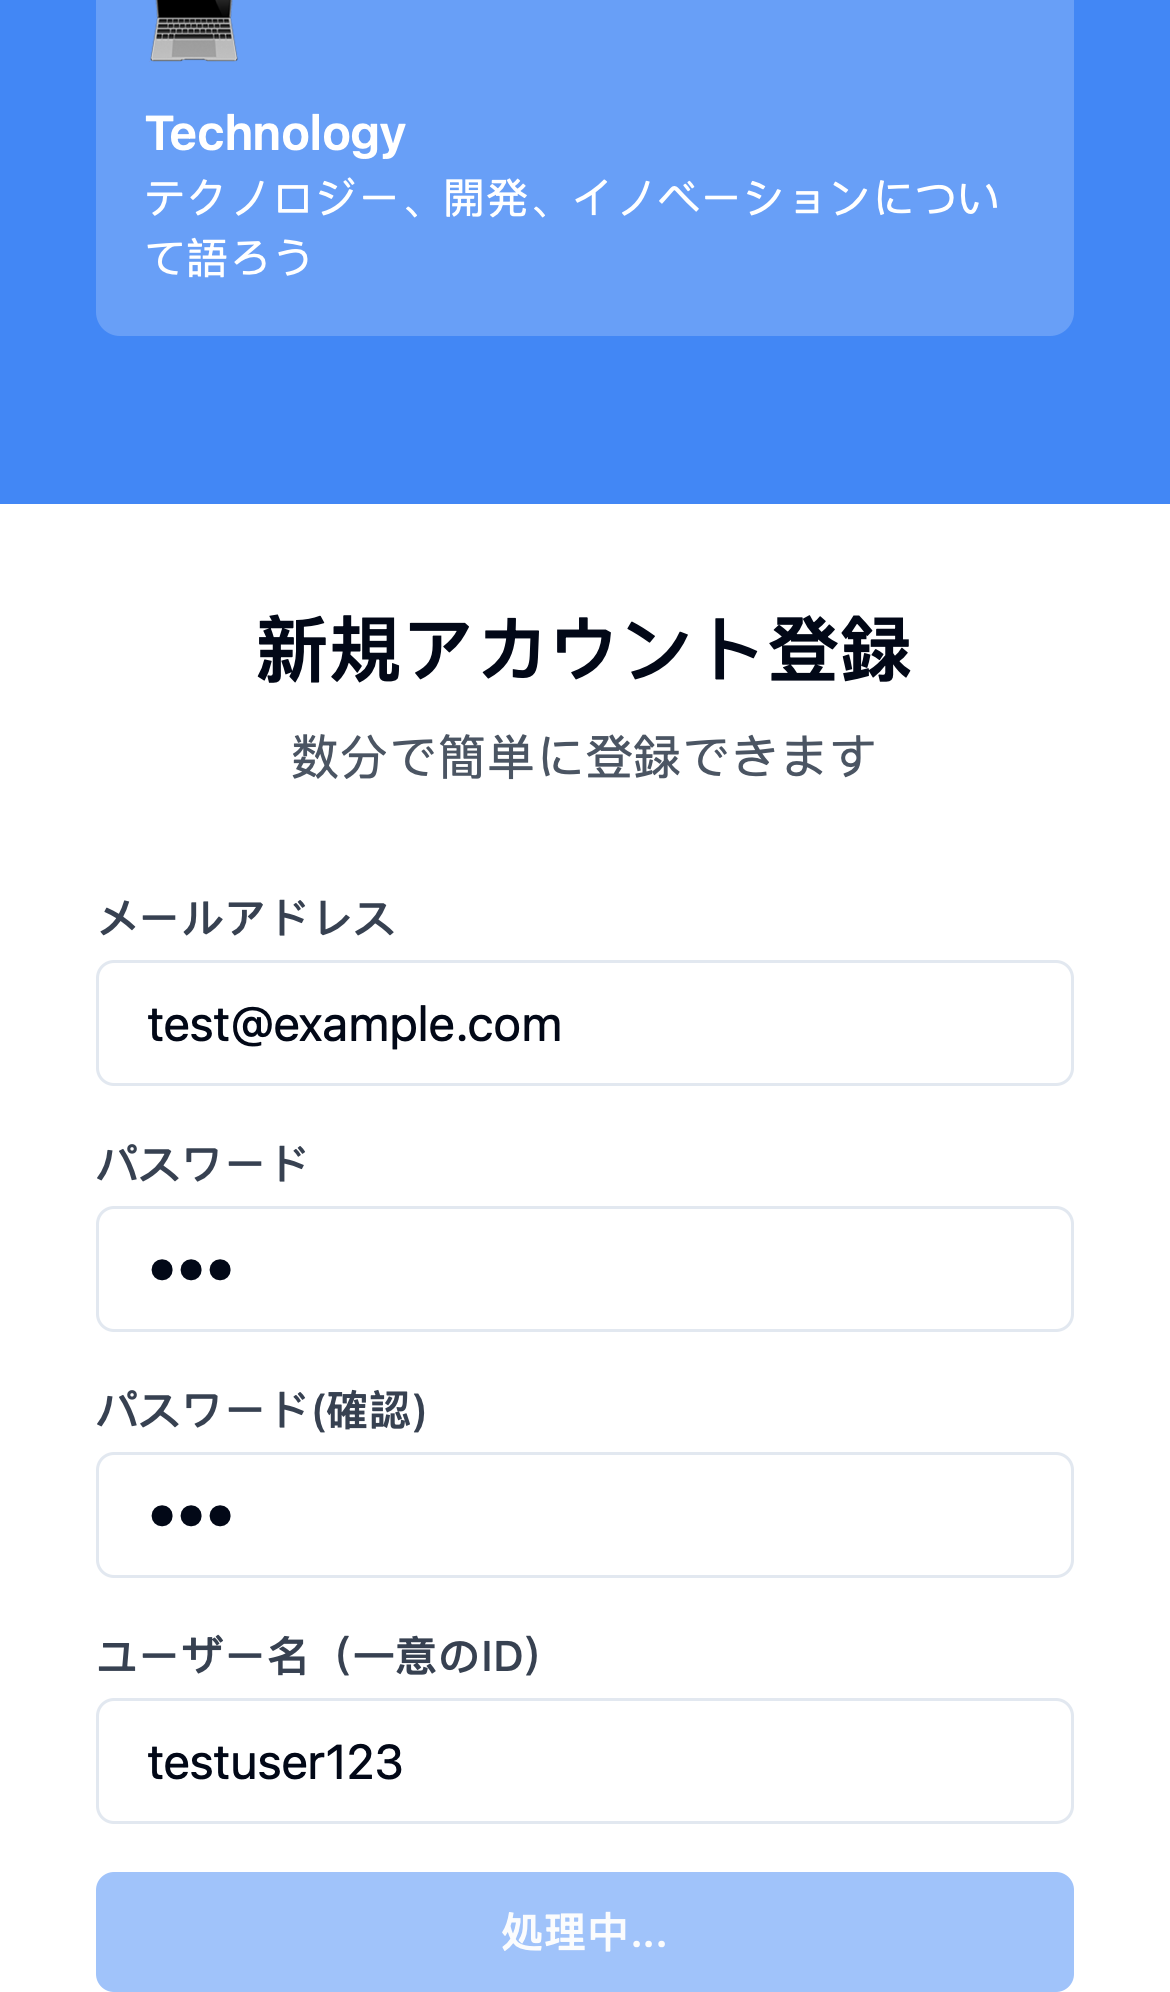 Technology
テクノロジー、開発、イノベーションについ
て語ろう
新規アカウント登録
数分で簡単に登録できます
メールアドレス
test@example.com
パスワード
•••
パスワード(確認)
•••
ユーザー名（一意のID）
testuser123
処理中...